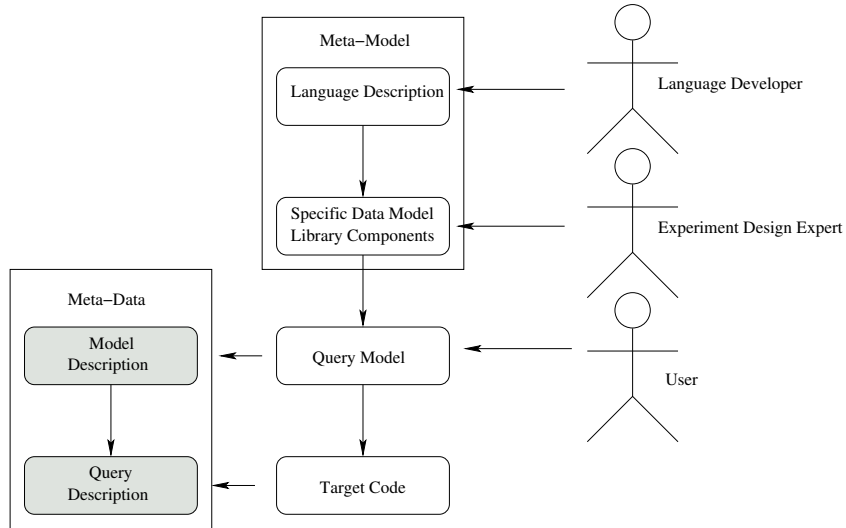 Meta−Model
Language Description
Language Developer
Specific Data Model
Library Components
Experiment Design Expert
Meta−Data
Model
Description
Query Model
User
Query
Description
Target Code